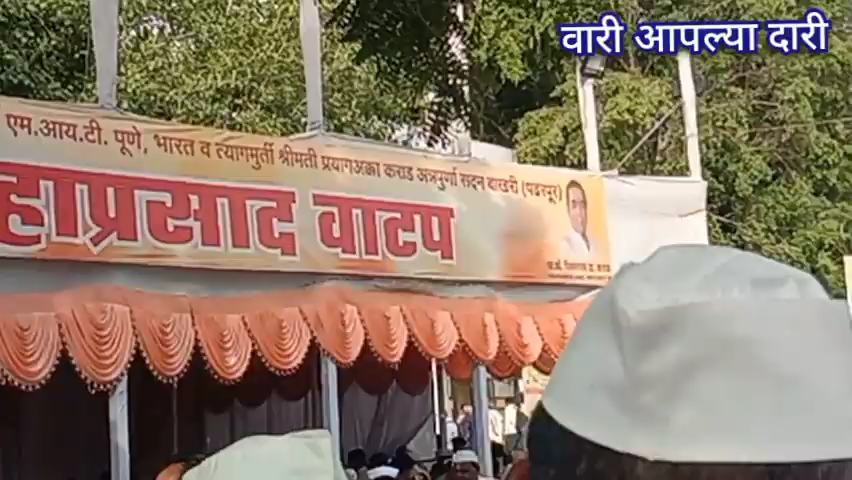 वारी आपल्या दारी
एम.आय.टी. पूणे, भारत व त्यागमुर्ती श्रीमती प्रयागअक्का कराड अन्नपुर्णा सदन वाखरी (पंढरपूर)
हाप्रसाद वाटप